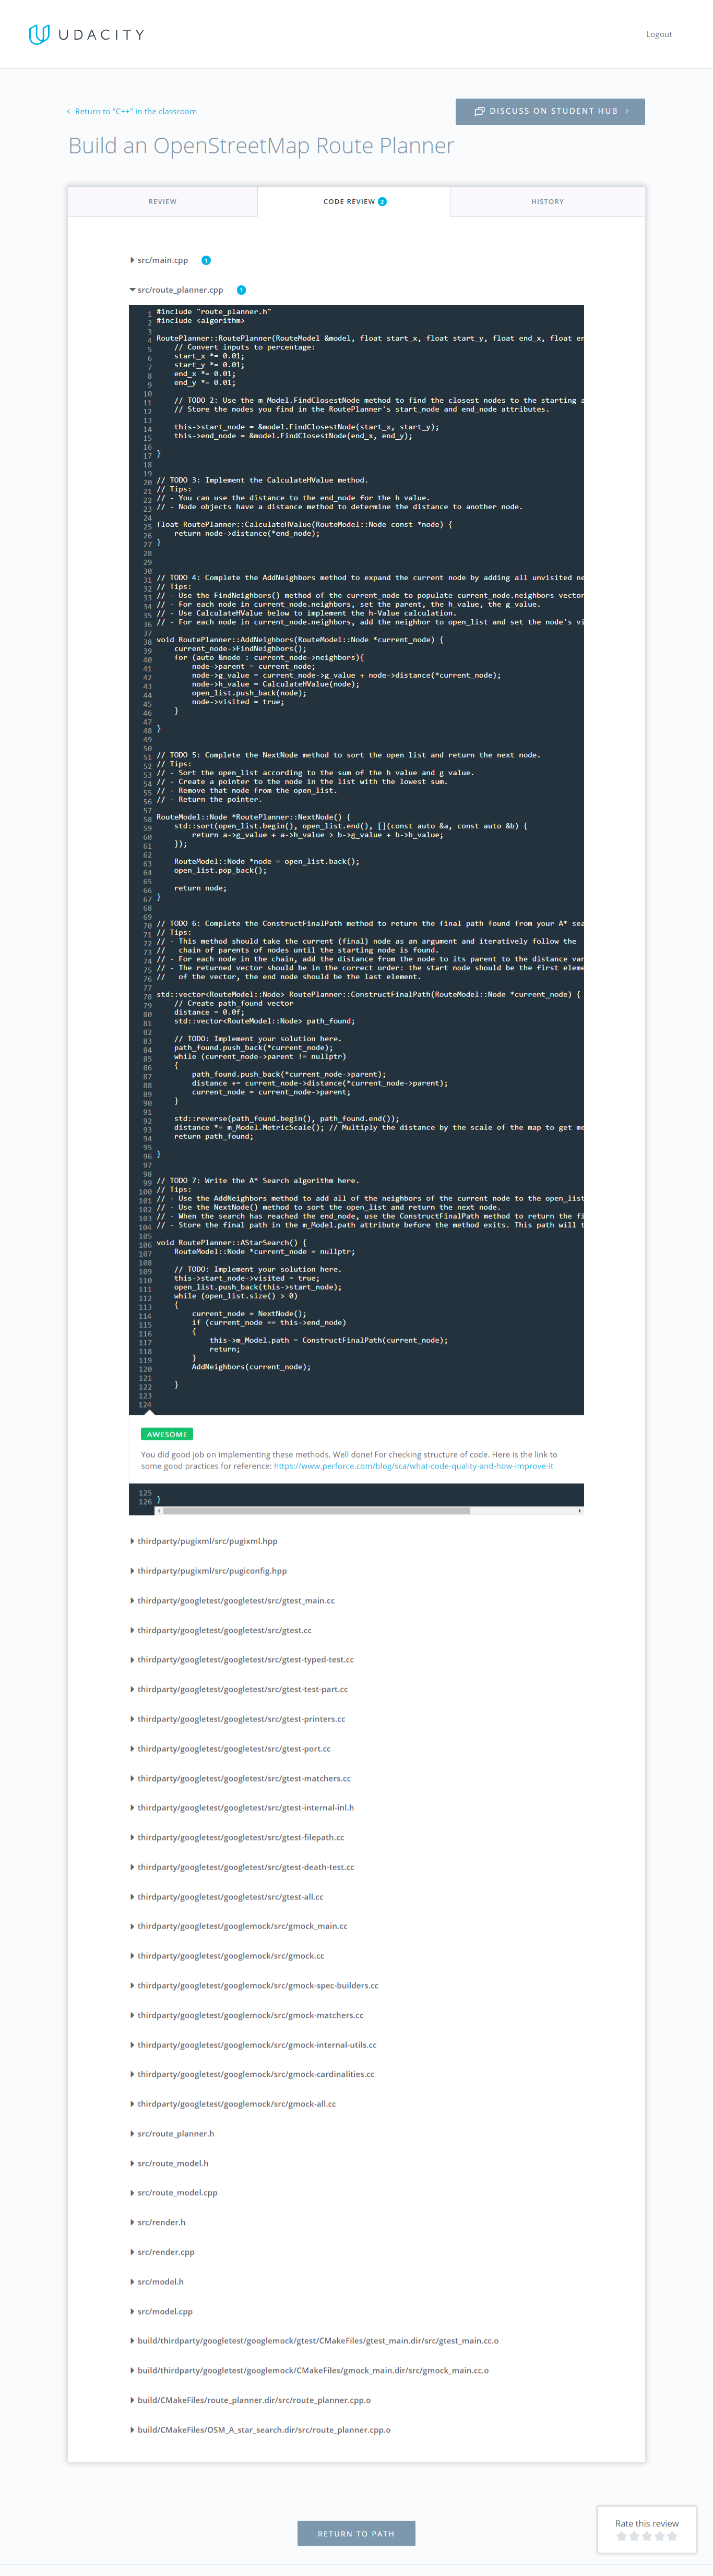 UDACITY
Logout
Return to "C++" in the classroom
DISCUSS ON STUDENT HUB
Build an OpenStreetMap Route Planner
REVIEW
CODE REVIEW 2
HISTORY
src/main.cpp 1
src/route_planner.cpp 1
1 #include "route_planner.h"
2 #include <algorithm>
3
4 RoutePlanner::RoutePlanner(RouteModel &model, float start_x, float start_y, float end_x, float en
5     // Convert inputs to percentage:
6     start_x *= 0.01;
7     start_y *= 0.01;
8     end_x *= 0.01;
9     end_y *= 0.01;
10
11     // TODO 2: Use the m_Model.FindClosestNode method to find the closest nodes to the starting a
12     // Store the nodes you find in the RoutePlanner's start_node and end_node attributes.
13
14     this->start_node = &model.FindClosestNode(start_x, start_y);
15     this->end_node = &model.FindClosestNode(end_x, end_y);
16
17 }
18
19
20 // TODO 3: Implement the CalculateHValue method.
21 // Tips:
22 // - You can use the distance to the end_node for the h value.
23 // - Node objects have a distance method to determine the distance to another node.
24
25 float RoutePlanner::CalculateHValue(RouteModel::Node const *node) {
26     return node->distance(*end_node);
27 }
28
29
30
31 // TODO 4: Complete the AddNeighbors method to expand the current node by adding all unvisited ne
32 // Tips:
33 // - Use the FindNeighbors() method of the current_node to populate current_node.neighbors vector
34 // - For each node in current_node.neighbors, set the parent, the h_value, the g_value.
35 // - Use CalculateHValue below to implement the h-Value calculation.
36 // - For each node in current_node.neighbors, add the neighbor to open_list and set the node's vi
37
38 void RoutePlanner::AddNeighbors(RouteModel::Node *current_node) {
39     current_node->FindNeighbors();
40     for (auto &node : current_node->neighbors){
41         node->parent = current_node;
42         node->g_value = current_node->g_value + node->distance(*current_node);
43         node->h_value = CalculateHValue(node);
44         open_list.push_back(node);
45         node->visited = true;
46     }
47
48 }
49
50
51 // TODO 5: Complete the NextNode method to sort the open list and return the next node.
52 // Tips:
53 // - Sort the open_list according to the sum of the h value and g value.
54 // - Create a pointer to the node in the list with the lowest sum.
55 // - Remove that node from the open_list.
56 // - Return the pointer.
57
58 RouteModel::Node *RoutePlanner::NextNode() {
59     std::sort(open_list.begin(), open_list.end(), [](const auto &a, const auto &b) {
60         return a->g_value + a->h_value > b->g_value + b->h_value;
61     });
62
63     RouteModel::Node *node = open_list.back();
64     open_list.pop_back();
65
66     return node;
67 }
68
69
70 // TODO 6: Complete the ConstructFinalPath method to return the final path found from your A* sea
71 // Tips:
72 // - This method should take the current (final) node as an argument and iteratively follow the
73 //   chain of parents of nodes until the starting node is found.
74 // - For each node in the chain, add the distance from the node to its parent to the distance var
75 // - The returned vector should be in the correct order: the start node should be the first eleme
76 //   of the vector, the end node should be the last element.
77
78 std::vector<RouteModel::Node> RoutePlanner::ConstructFinalPath(RouteModel::Node *current_node) {
79     // Create path_found vector
80     distance = 0.0f;
81     std::vector<RouteModel::Node> path_found;
82
83     // TODO: Implement your solution here.
84     path_found.push_back(*current_node);
85     while (current_node->parent != nullptr)
86     {
87         path_found.push_back(*current_node->parent);
88         distance += current_node->distance(*current_node->parent);
89         current_node = current_node->parent;
90     }
91
92     std::reverse(path_found.begin(), path_found.end());
93     distance *= m_Model.MetricScale(); // Multiply the distance by the scale of the map to get me
94     return path_found;
95
96 }
97
98
99 // TODO 7: Write the A* Search algorithm here.
100 // Tips:
101 // - Use the AddNeighbors method to add all of the neighbors of the current node to the open_list
102 // - Use the NextNode() method to sort the open_list and return the next node.
103 // - When the search has reached the end_node, use the ConstructFinalPath method to return the fi
104 // - Store the final path in the m_Model.path attribute before the method exits. This path will t
105
106 void RoutePlanner::AStarSearch() {
107     RouteModel::Node *current_node = nullptr;
108
109     // TODO: Implement your solution here.
110     this->start_node->visited = true;
111     open_list.push_back(this->start_node);
112     while (open_list.size() > 0)
113     {
114         current_node = NextNode();
115         if (current_node == this->end_node)
116         {
117             this->m_Model.path = ConstructFinalPath(current_node);
118             return;
119         }
120         AddNeighbors(current_node);
121
122     }
123
124
AWESOME
You did good job on implementing these methods. Well done! For checking structure of code. Here is the link to
some good practices for reference: https://www.perforce.com/blog/sca/what-code-quality-and-how-improve-it
125
126 }
thirdparty/pugixml/src/pugixml.hpp
thirdparty/pugixml/src/pugiconfig.hpp
thirdparty/googletest/googletest/src/gtest_main.cc
thirdparty/googletest/googletest/src/gtest.cc
thirdparty/googletest/googletest/src/gtest-typed-test.cc
thirdparty/googletest/googletest/src/gtest-test-part.cc
thirdparty/googletest/googletest/src/gtest-printers.cc
thirdparty/googletest/googletest/src/gtest-port.cc
thirdparty/googletest/googletest/src/gtest-matchers.cc
thirdparty/googletest/googletest/src/gtest-internal-inl.h
thirdparty/googletest/googletest/src/gtest-filepath.cc
thirdparty/googletest/googletest/src/gtest-death-test.cc
thirdparty/googletest/googletest/src/gtest-all.cc
thirdparty/googletest/googlemock/src/gmock_main.cc
thirdparty/googletest/googlemock/src/gmock.cc
thirdparty/googletest/googlemock/src/gmock-spec-builders.cc
thirdparty/googletest/googlemock/src/gmock-matchers.cc
thirdparty/googletest/googlemock/src/gmock-internal-utils.cc
thirdparty/googletest/googlemock/src/gmock-cardinalities.cc
thirdparty/googletest/googlemock/src/gmock-all.cc
src/route_planner.h
src/route_model.h
src/route_model.cpp
src/render.h
src/render.cpp
src/model.h
src/model.cpp
build/thirdparty/googletest/googlemock/gtest/CMakeFiles/gtest_main.dir/src/gtest_main.cc.o
build/thirdparty/googletest/googlemock/CMakeFiles/gmock_main.dir/src/gmock_main.cc.o
build/CMakeFiles/route_planner.dir/src/route_planner.cpp.o
build/CMakeFiles/OSM_A_star_search.dir/src/route_planner.cpp.o
RETURN TO PATH
Rate this review